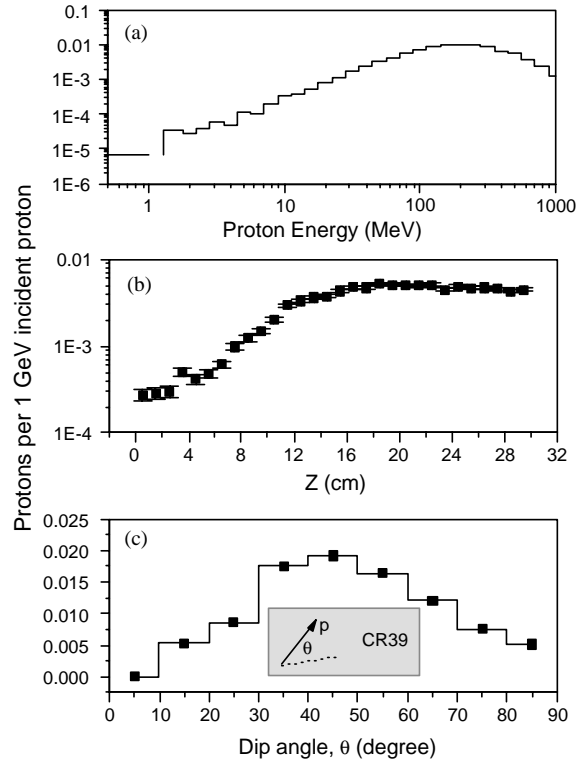 Protons per 1 GeV incident proton
(a)
0.1
0.01
1E-3
1E-4
1E-5
1E-6
1 10 100 1000
Proton Energy (MeV)
(b)
0.01
1E-3
1E-4
0 4 8 12 16 20 24 28 32
Z (cm)
(c)
0.025
0.020
0.015
0.010
0.005
0.000
p
θ
CR39
0 10 20 30 40 50 60 70 80 90
Dip angle, θ (degree)